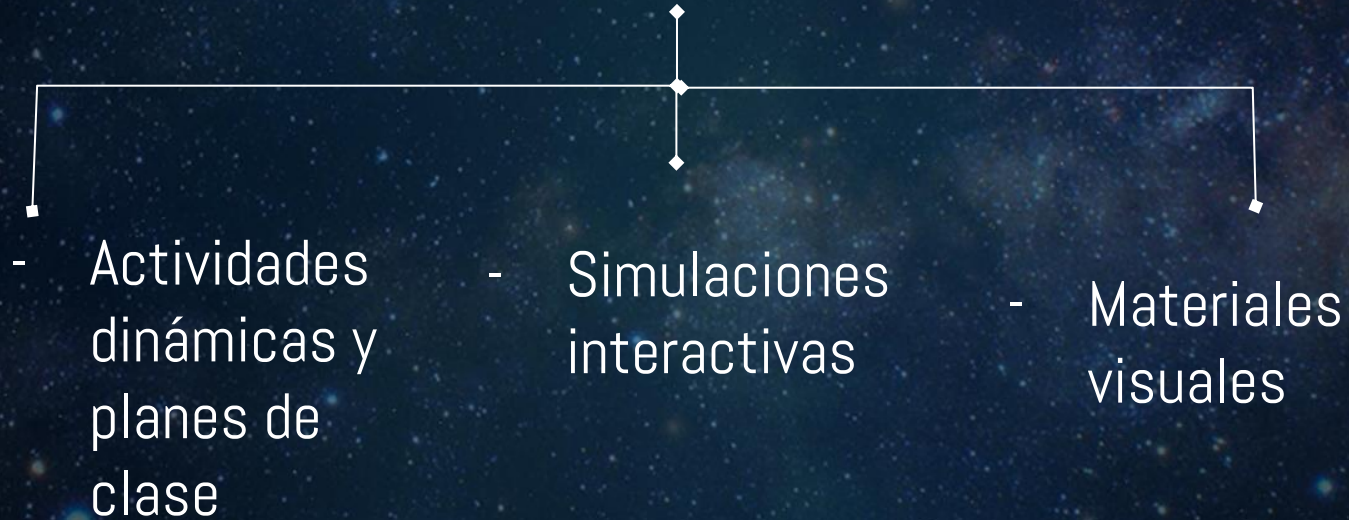 - Actividades
dinámicas y
planes de
clase
- Simulaciones
interactivas
- Materiales
visuales